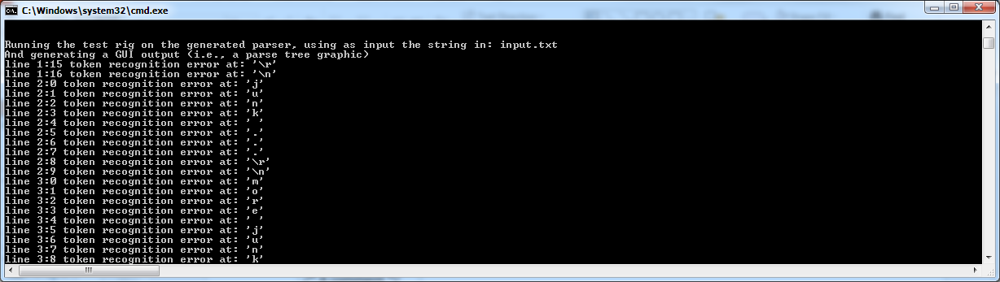 C:\Windows\system32\cmd.exe
Running the test rig on the generated parser, using as input the string in: input.txt
And generating a GUI output (i.e., a parse tree graphic)
line 1:15 token recognition error at: '\r'
line 1:16 token recognition error at: '\n'
line 2:0 token recognition error at: 'j'
line 2:1 token recognition error at: 'u'
line 2:2 token recognition error at: 'n'
line 2:3 token recognition error at: 'k'
line 2:4 token recognition error at: ' '
line 2:5 token recognition error at: '.'
line 2:6 token recognition error at: '.'
line 2:7 token recognition error at: '.'
line 2:8 token recognition error at: '\r'
line 2:9 token recognition error at: '\n'
line 3:0 token recognition error at: 'm'
line 3:1 token recognition error at: 'o'
line 3:2 token recognition error at: 'r'
line 3:3 token recognition error at: 'e'
line 3:4 token recognition error at: ' '
line 3:5 token recognition error at: 'j'
line 3:6 token recognition error at: 'u'
line 3:7 token recognition error at: 'n'
line 3:8 token recognition error at: 'k'